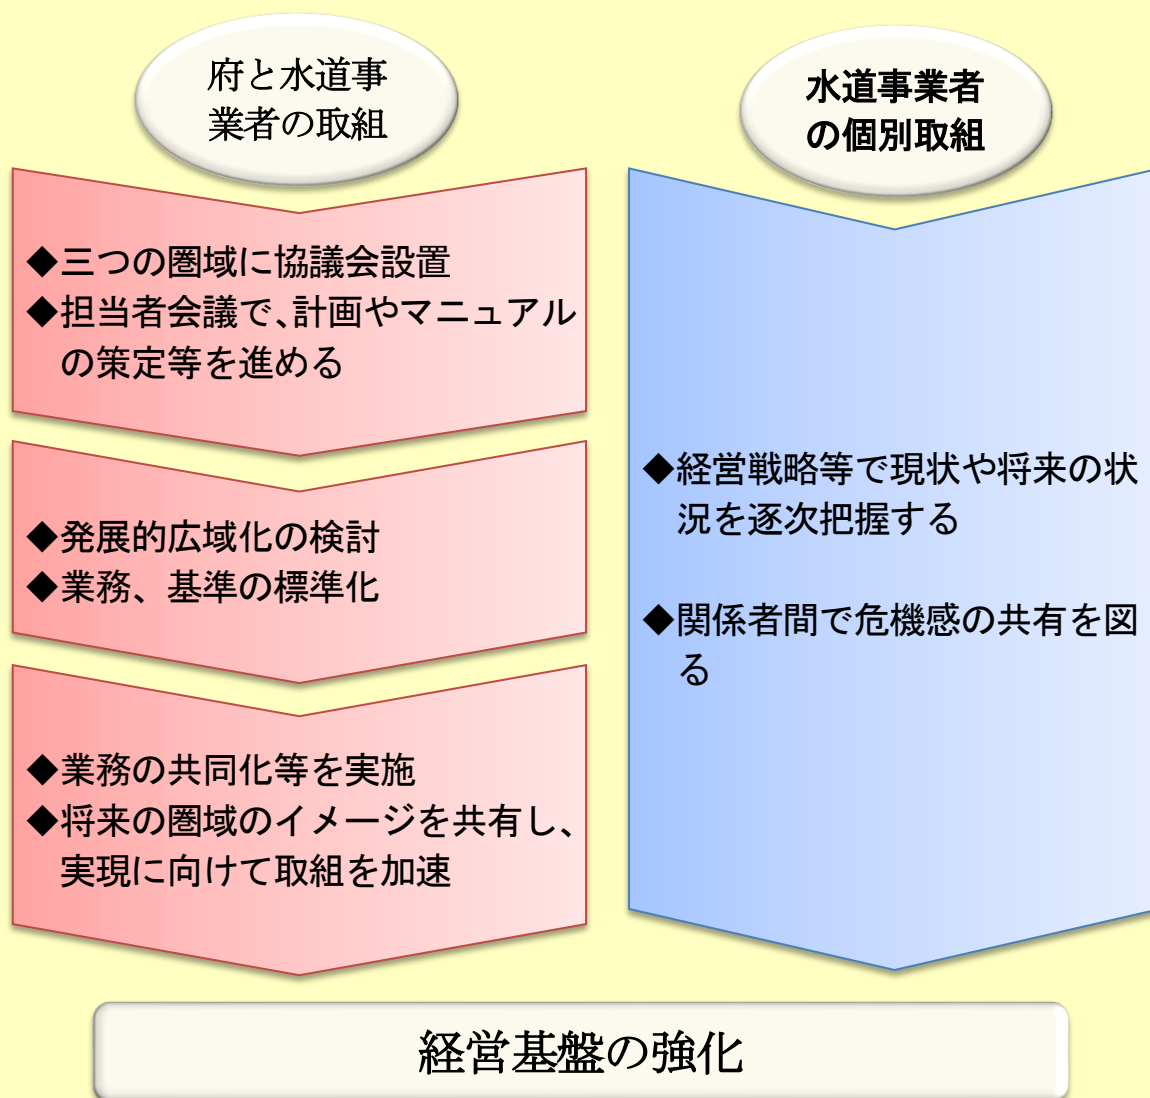 府と水道事
業者の取組
◆三つの圏域に協議会設置
◆担当者会議で、計画やマニュアル
の策定等を進める
◆発展的広域化の検討
◆業務、基準の標準化
◆業務の共同化等を実施
◆将来の圏域のイメージを共有し、
実現に向けて取組を加速
水道事業者
の個別取組
◆経営戦略等で現状や将来の状
況を逐次把握する
◆関係者間で危機感の共有を図
る
経営基盤の強化